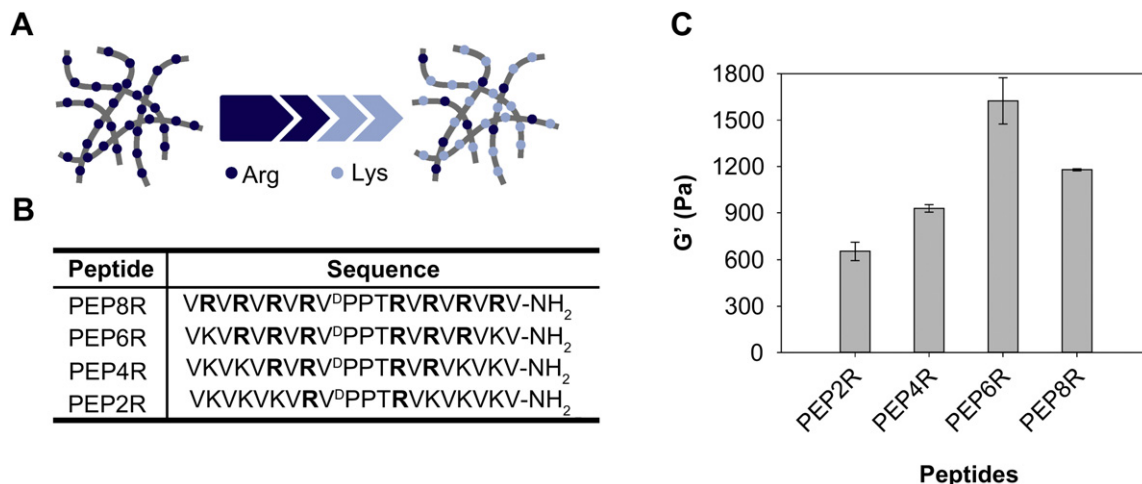 A
Arg Lys
B
Peptide Sequence
PEP8R VRVRVRVRVᴰPPTRVRVRVRV-NH₂
PEP6R VKVRVRVRVᴰPPTRVRVRVKV-NH₂
PEP4R VKVKVRVRVᴰPPTRVRVKVKV-NH₂
PEP2R VKVKVKVRVᴰPPTRVKVKVKV-NH₂
C
G' (Pa)
1800
1500
1200
900
600
300
0
PEP2R
PEP4R
PEP6R
PEP8R
Peptides